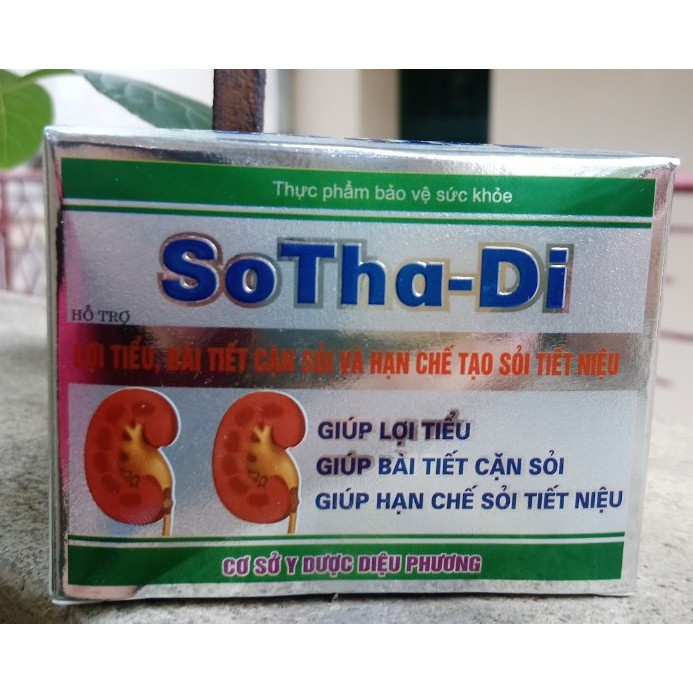 Thực phẩm bảo vệ sức khỏe
SoTha-Di
HỖ TRỢ
LỢI TIỂU, BÀI TIẾT CẶN SỎI VÀ HẠN CHẾ TẠO SỎI TIẾT NIỆU
GIÚP LỢI TIỂU
GIÚP BÀI TIẾT CẶN SỎI
GIÚP HẠN CHẾ SỎI TIẾT NIỆU
CƠ SỞ Y DƯỢC DIỆU PHƯƠNG